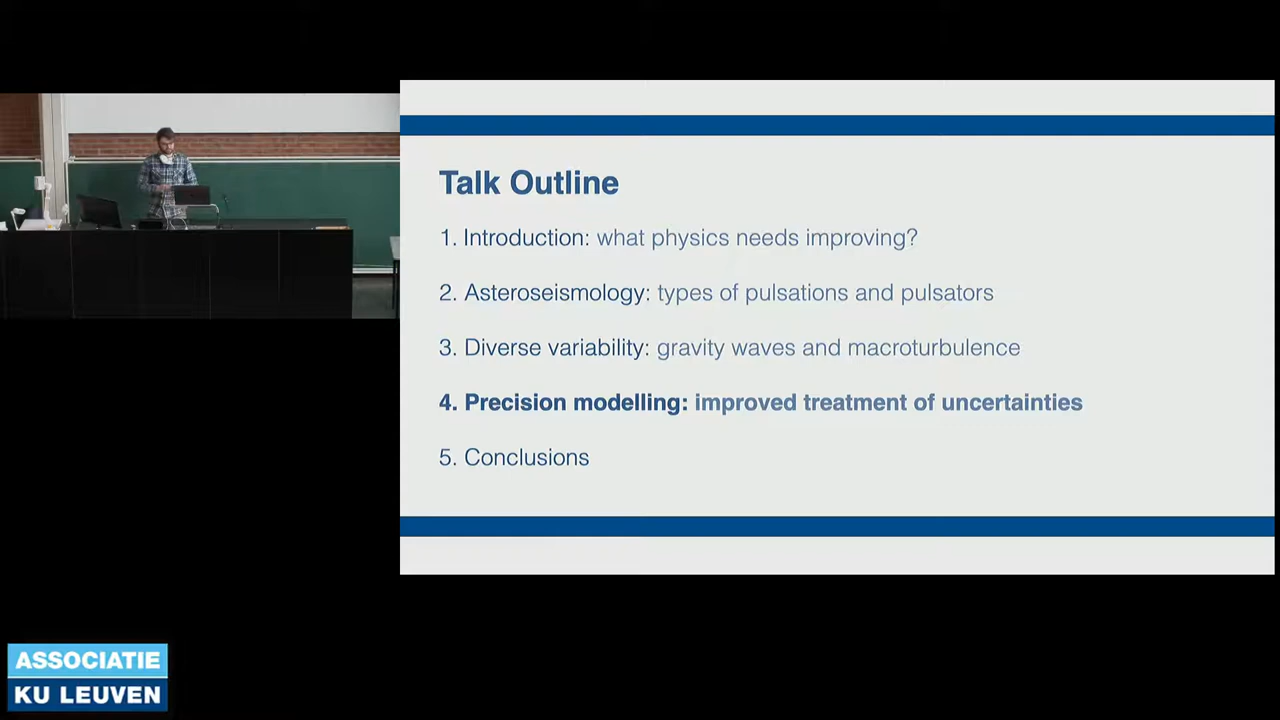 Talk Outline
1. Introduction: what physics needs improving?
2. Asteroseismology: types of pulsations and pulsators
3. Diverse variability: gravity waves and macroturbulence
4. Precision modelling: improved treatment of uncertainties
5. Conclusions
ASSOCIATIE
KU LEUVEN